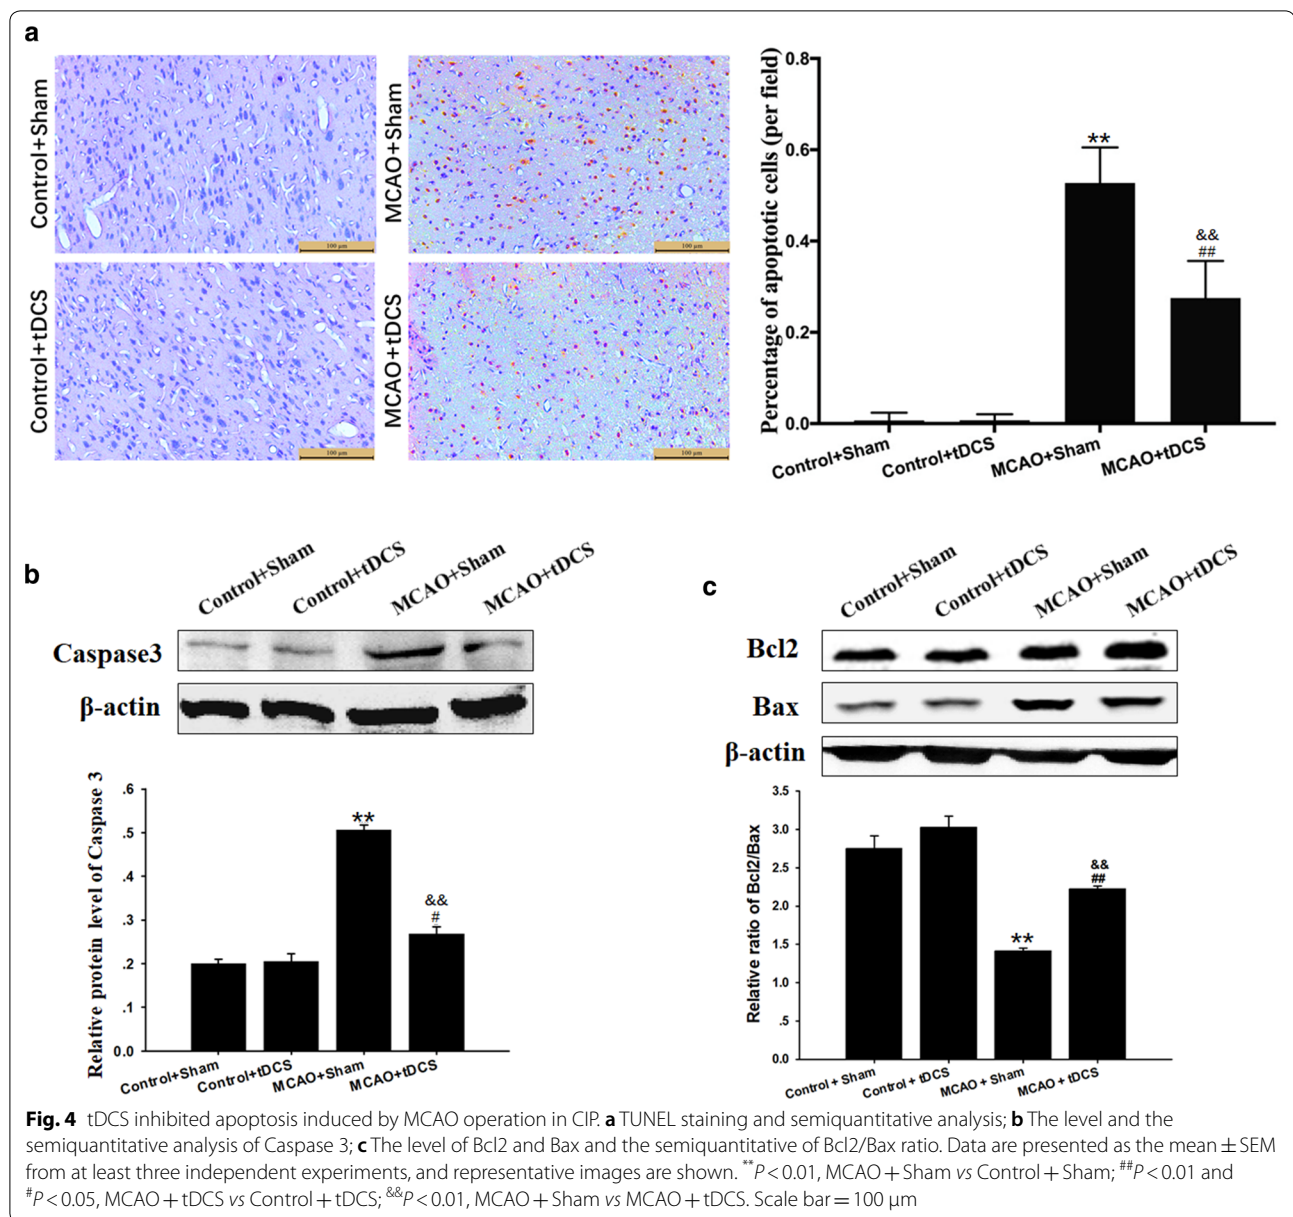 a
Control+Sham
MCAO+Sham
100 μm
100 μm
Control+tDCS
MCAO+tDCS
100 μm
100 μm
Percentage of apoptotic cells (per field)
0.8
0.6
0.4
0.2
0.0
**
&&
##
Control+Sham
Control+tDCS
MCAO+Sham
MCAO+tDCS
b
Control+Sham
Control+tDCS
MCAO+Sham
MCAO+tDCS
Caspase3
β-actin
Relative protein level of Caspase 3
.6
.5
.4
.3
.2
.1
0.0
**
&&
#
Control+Sham
Control+tDCS
MCAO+Sham
MCAO+tDCS
c
Control+Sham
Control+tDCS
MCAO+Sham
MCAO+tDCS
Bcl2
Bax
β-actin
Relative ratio of Bcl2/Bax
3.5
3.0
2.5
2.0
1.5
1.0
.5
0.0
**
&&
##
Control + Sham
Control + tDCS
MCAO + Sham
MCAO + tDCS
Fig. 4 tDCS inhibited apoptosis induced by MCAO operation in CIP. a TUNEL staining and semiquantitative analysis; b The level and the
semiquantitative analysis of Caspase 3; c The level of Bcl2 and Bax and the semiquantitative of Bcl2/Bax ratio. Data are presented as the mean ± SEM
from at least three independent experiments, and representative images are shown. **P < 0.01, MCAO + Sham vs Control + Sham; ##P < 0.01 and
#P < 0.05, MCAO + tDCS vs Control + tDCS; &&P < 0.01, MCAO + Sham vs MCAO + tDCS. Scale bar = 100 μm